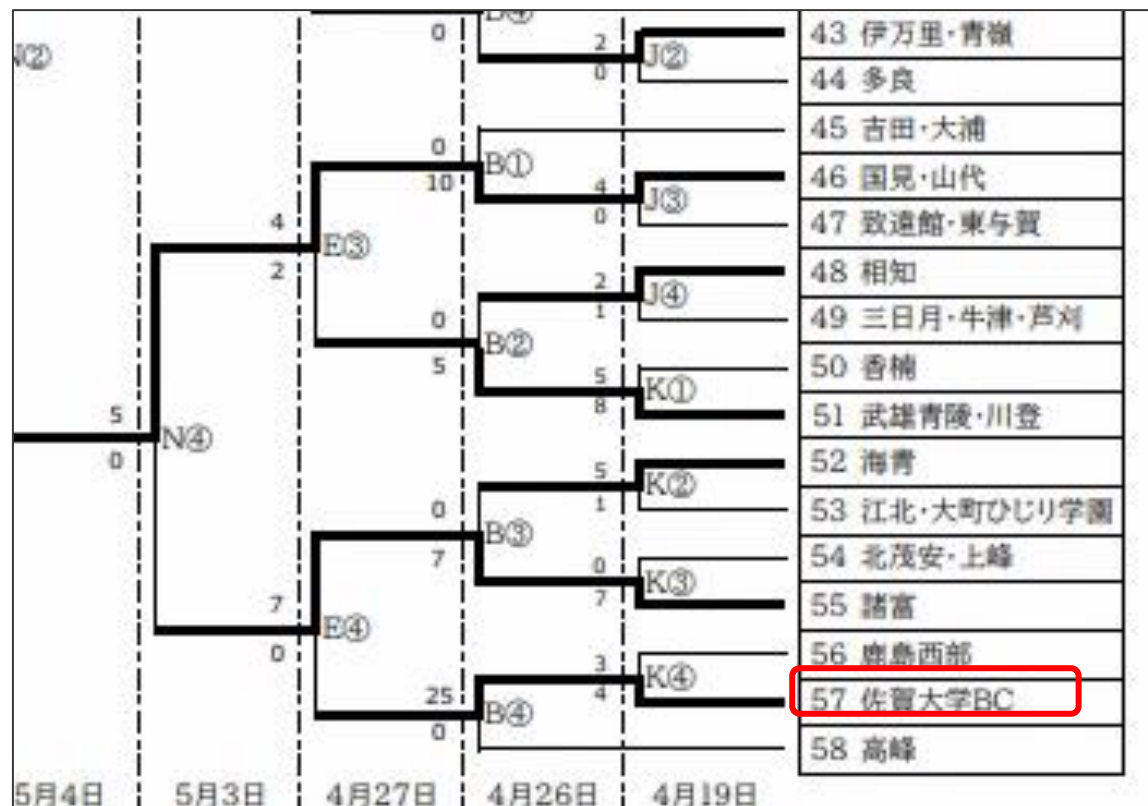 0
2
J②
43 伊万里・青嶺
0
44 多良
N②
45 吉田・大浦
0
B①
10
4
J③
46 国見・山代
0
47 致遠館・東与賀
4
E③
2
2
J④
48 相知
1
49 三日月・牛津・芦刈
0
B②
5
5
K①
50 香楠
8
51 武雄青陵・川登
5
N④
0
5
K②
52 海青
1
53 江北・大町ひじり学園
0
B③
7
0
K③
54 北茂安・上峰
7
55 諸富
7
E④
0
3
K④
56 鹿島西部
4
57 佐賀大学BC
25
B④
0
58 高峰
5月4日
5月3日
4月27日
4月26日
4月19日